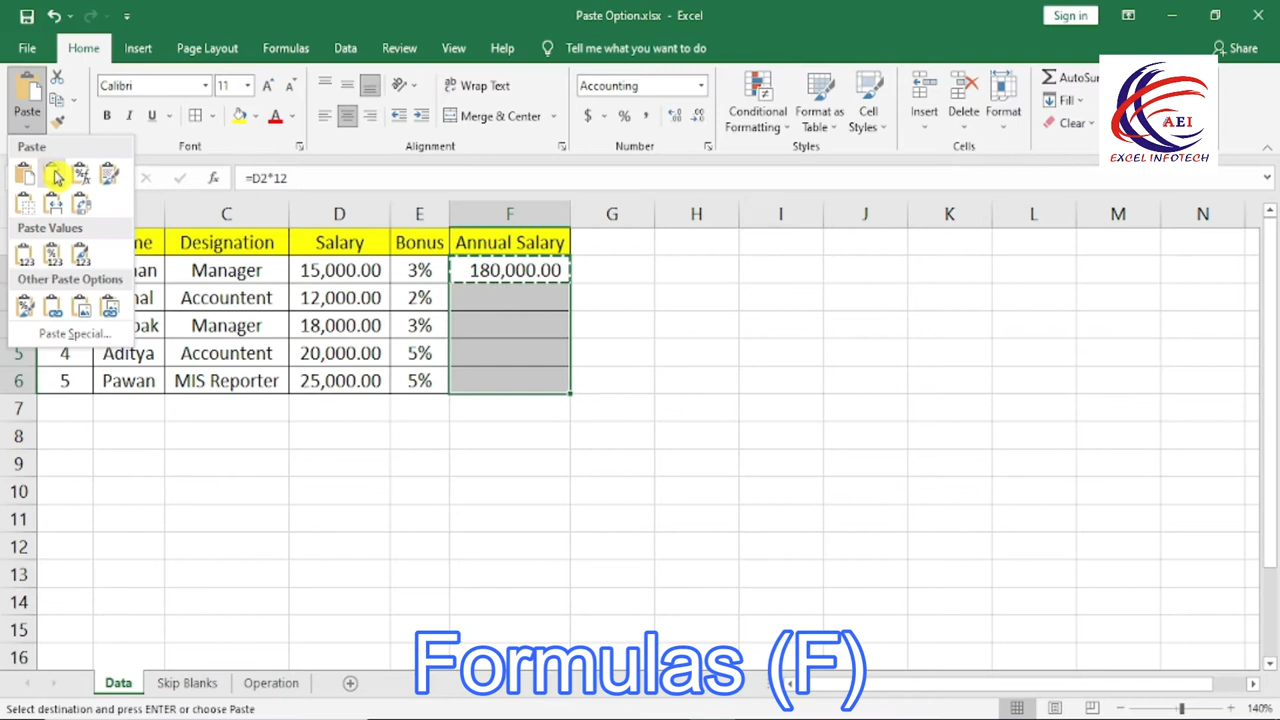 Paste Option.xlsx - Excel
Sign in
File Home Insert Page Layout Formulas Data Review View Help Tell me what you want to do Share
Paste
Calibri 11
B I U
Font
Wrap Text
Merge & Center
Alignment
Accounting
$ % ,
Number
Conditional Formatting
Format as Table
Cell Styles
Styles
Insert Delete Format
Cells
AutoSu
Fill
Clear
AEI
EXCEL INFOTECH
Paste
Paste Values
Other Paste Options
Paste Special...
fx =D2*12
C D E F G H I J K L M N
me Designation Salary Bonus Annual Salary
an Manager 15,000.00 3% 180,000.00
nal Accountent 12,000.00 2%
pak Manager 18,000.00 3%
5 4 Aditya Accountent 20,000.00 5%
6 5 Pawan MIS Reporter 25,000.00 5%
7
8
9
10
11
12
13
14
15
16
Formulas (F)
Data Skip Blanks Operation
Select destination and press ENTER or choose Paste
140%